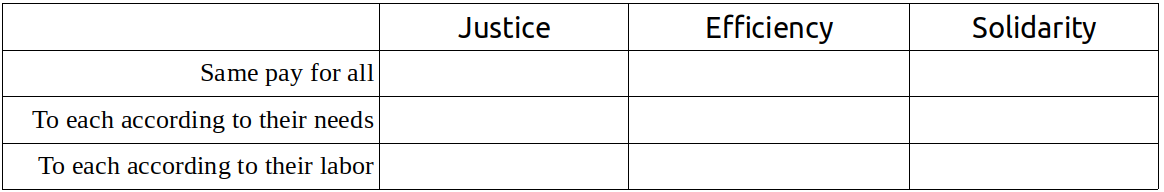 Justice Efficiency Solidarity
Same pay for all
To each according to their needs
To each according to their labor